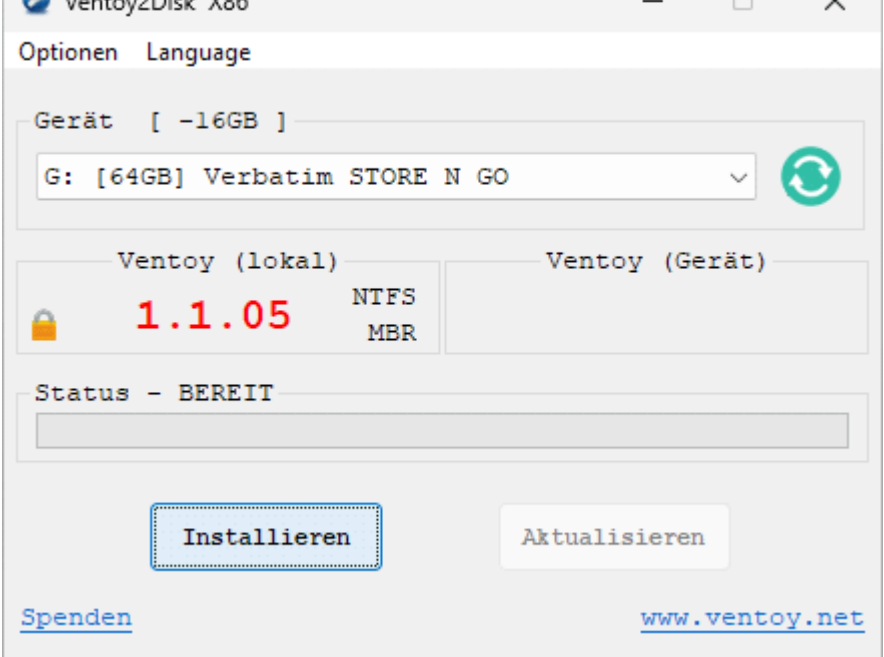 Ventoy2Disk X86
Optionen Language
Gerät [ -16GB ]
G: [64GB] Verbatim STORE N GO
Ventoy (lokal)
Ventoy (Gerät)
1.1.05
NTFS
MBR
Status - BEREIT
Installieren
Aktualisieren
Spenden
www.ventoy.net